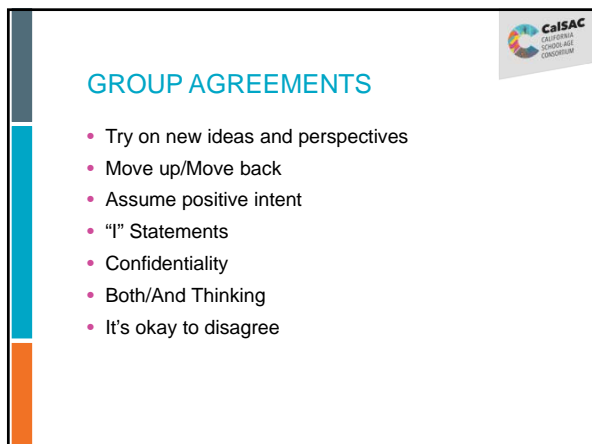 CalSAC
CALIFORNIA
SCHOOL-AGE
CONSORTIUM
GROUP AGREEMENTS
• Try on new ideas and perspectives
• Move up/Move back
• Assume positive intent
• “I” Statements
• Confidentiality
• Both/And Thinking
• It’s okay to disagree